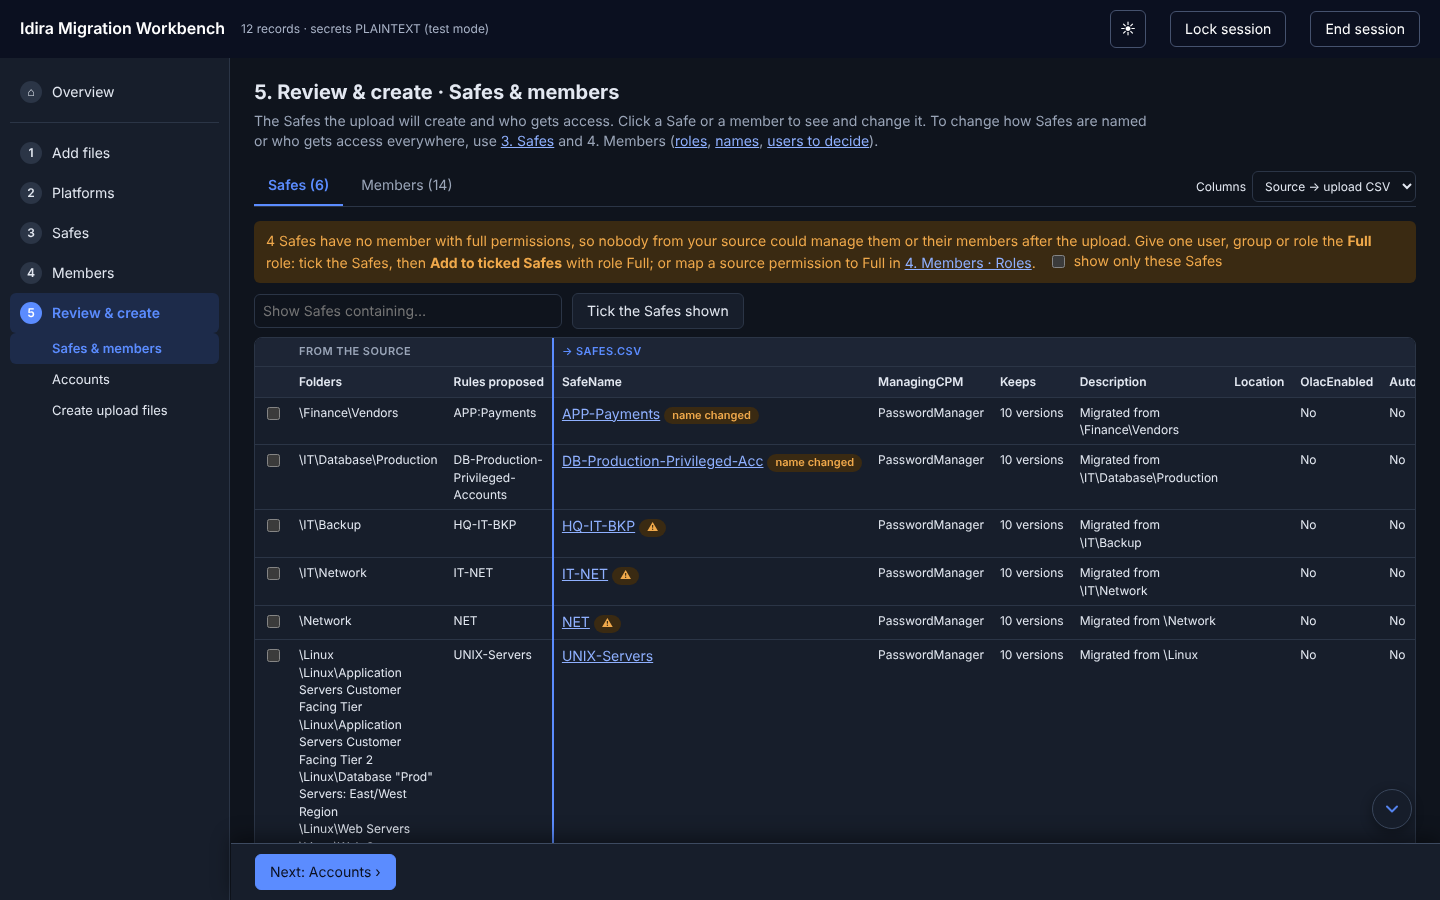 Idira Migration Workbench
12 records · secrets PLAINTEXT (test mode)
Lock session
End session
Overview
1 Add files
2 Platforms
3 Safes
4 Members
5 Review & create
Safes & members
Accounts
Create upload files
5. Review & create · Safes & members
The Safes the upload will create and who gets access. Click a Safe or a member to see and change it. To change how Safes are named
or who gets access everywhere, use 3. Safes and 4. Members (roles, names, users to decide).
Safes (6)
Members (14)
Columns
Source → upload CSV
4 Safes have no member with full permissions, so nobody from your source could manage them or their members after the upload. Give one user, group or role the Full
role: tick the Safes, then Add to ticked Safes with role Full; or map a source permission to Full in 4. Members · Roles. show only these Safes
Show Safes containing...
Tick the Safes shown
FROM THE SOURCE
→ SAFES.CSV
Folders Rules proposed SafeName ManagingCPM Keeps Description Location OlacEnabled Auto
\Finance\Vendors APP:Payments APP-Payments name changed PasswordManager 10 versions Migrated from No No
\Finance\Vendors
\IT\Database\Production DB-Production- DB-Production-Privileged-Acc name changed PasswordManager 10 versions Migrated from No No
Privileged- \IT\Database\Production
Accounts
\IT\Backup HQ-IT-BKP HQ-IT-BKP ⚠ PasswordManager 10 versions Migrated from No No
\IT\Backup
\IT\Network IT-NET IT-NET ⚠ PasswordManager 10 versions Migrated from No No
\IT\Network
\Network NET NET ⚠ PasswordManager 10 versions Migrated from \Network No No
\Linux UNIX-Servers UNIX-Servers PasswordManager 10 versions Migrated from \Linux No No
\Linux\Application
Servers Customer
Facing Tier
\Linux\Application
Servers Customer
Facing Tier 2
\Linux\Database "Prod"
Servers: East/West
Region
\Linux\Web Servers
Next: Accounts ›